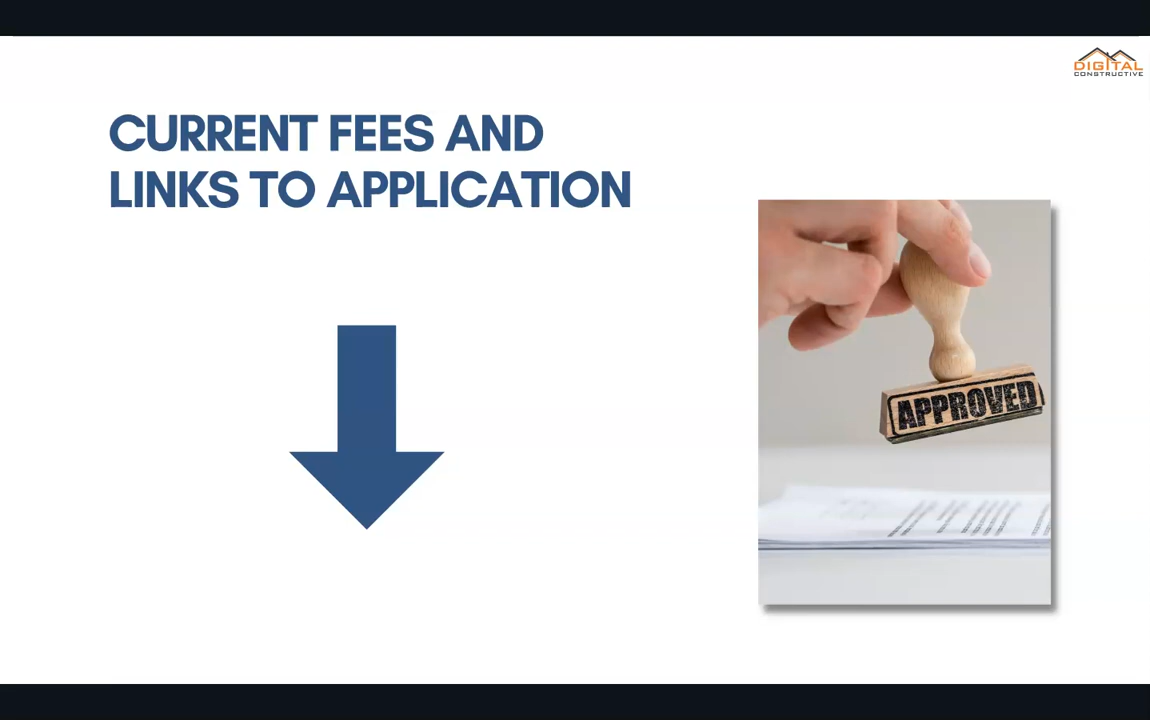 DIGITAL
CONSTRUCTIVE
CURRENT FEES AND
LINKS TO APPLICATION
APPROVED